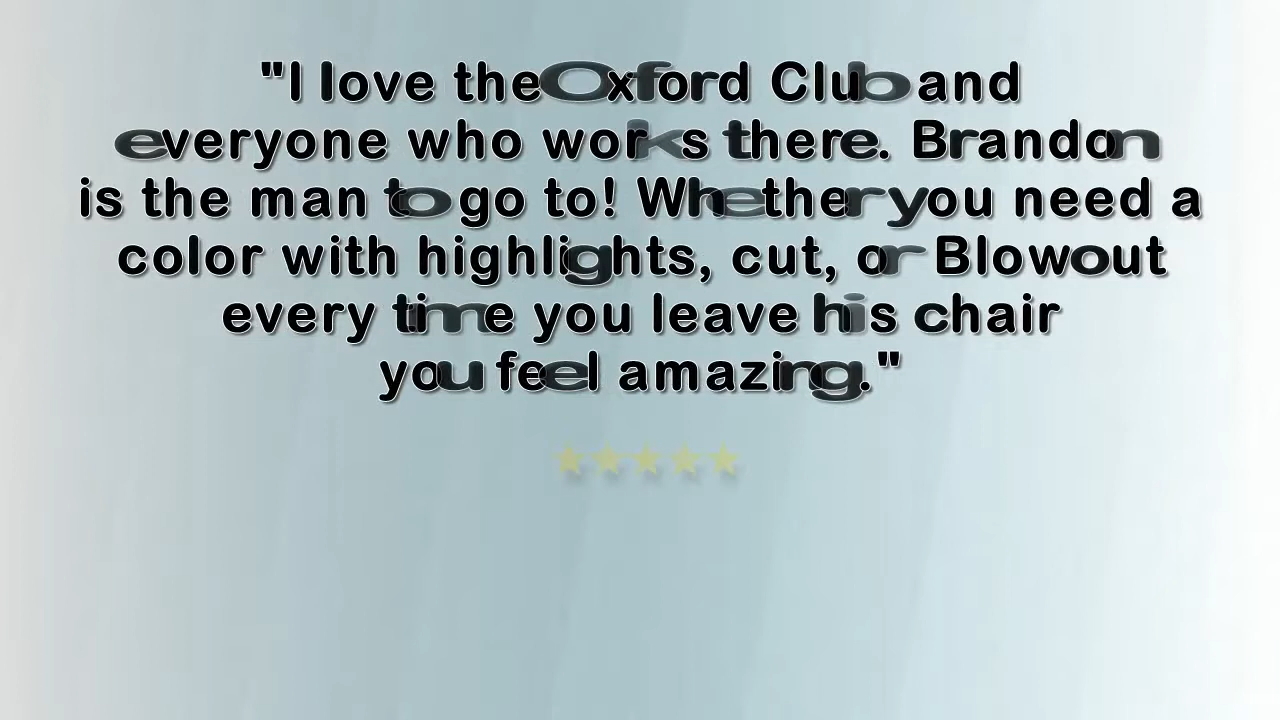 "I love the Oxford Club and
everyone who works there. Brandon
is the man to go to! Whether you need a
color with highlights, cut, or Blowout
every time you leave his chair
you feel amazing."